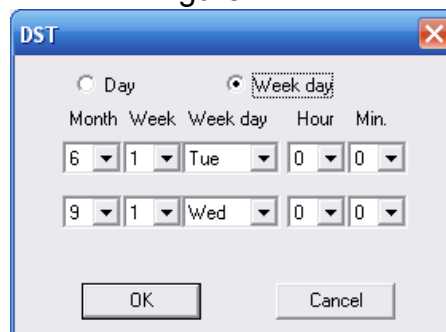 DST
Day Week day
Month Week Week day Hour Min.
6 1 Tue 0 0
9 1 Wed 0 0
OK Cancel